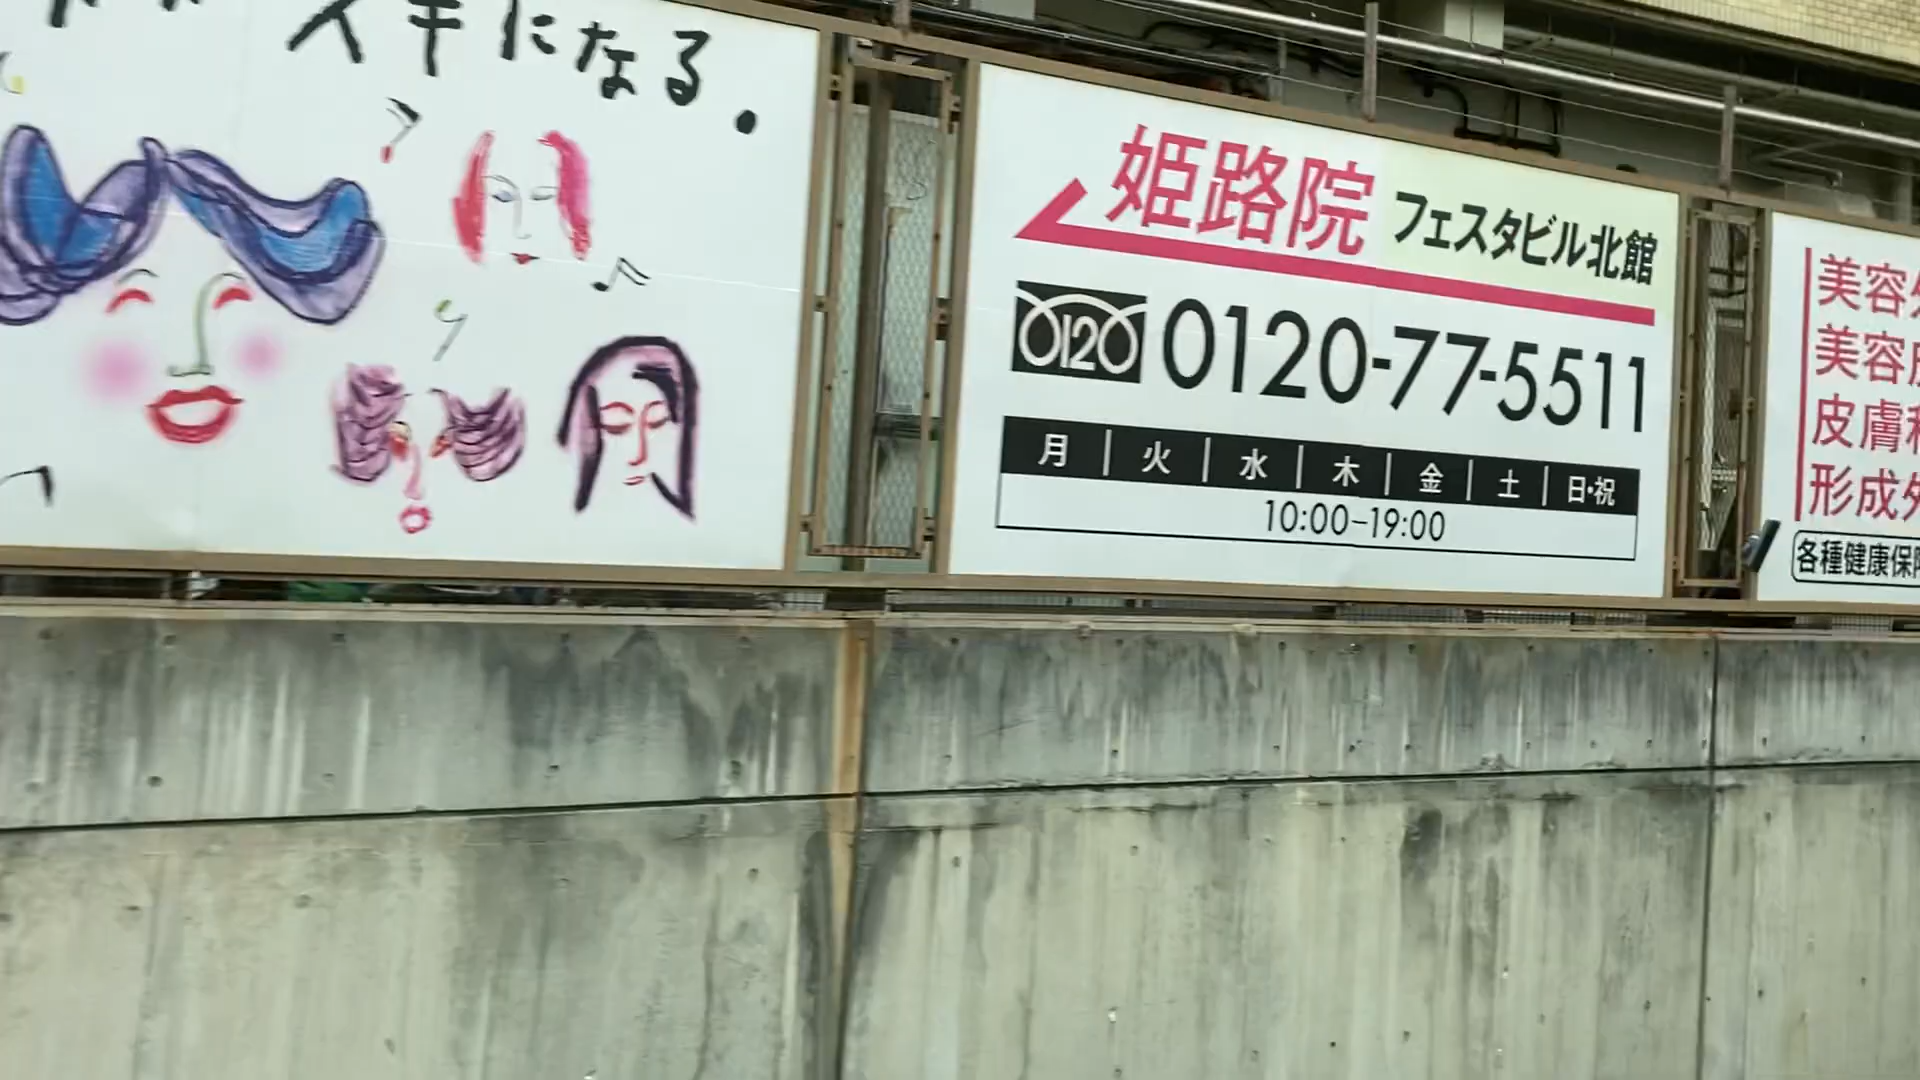 スキになる。
姫路院 フェスタビル北館
0120 0120-77-5511
月 火 水 木 金 土 日・祝
10:00-19:00
美容
美容
皮膚
形成
各種健康保